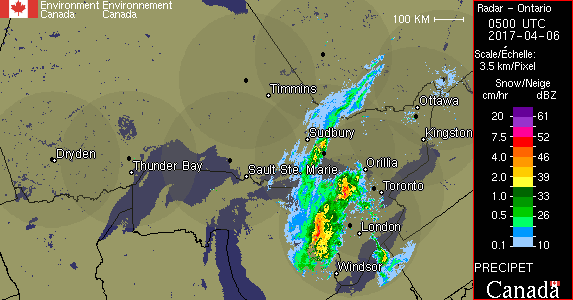 Environment Environnement
Canada Canada
100 KM
Timmins
Ottawa
Sudbury
Kingston
Dryden
Thunder Bay
Sault Ste. Marie
Orillia
Toronto
London
Windsor
Radar - Ontario
0500 UTC
2017-04-06
Scale/Échelle:
3.5 km/Pixel
Snow/Neige
cm/hr dBZ
20 61
7.5 52
4.0 46
2.0 39
1.0 33
0.5 26
0.1 10
PRECIPET
Canada